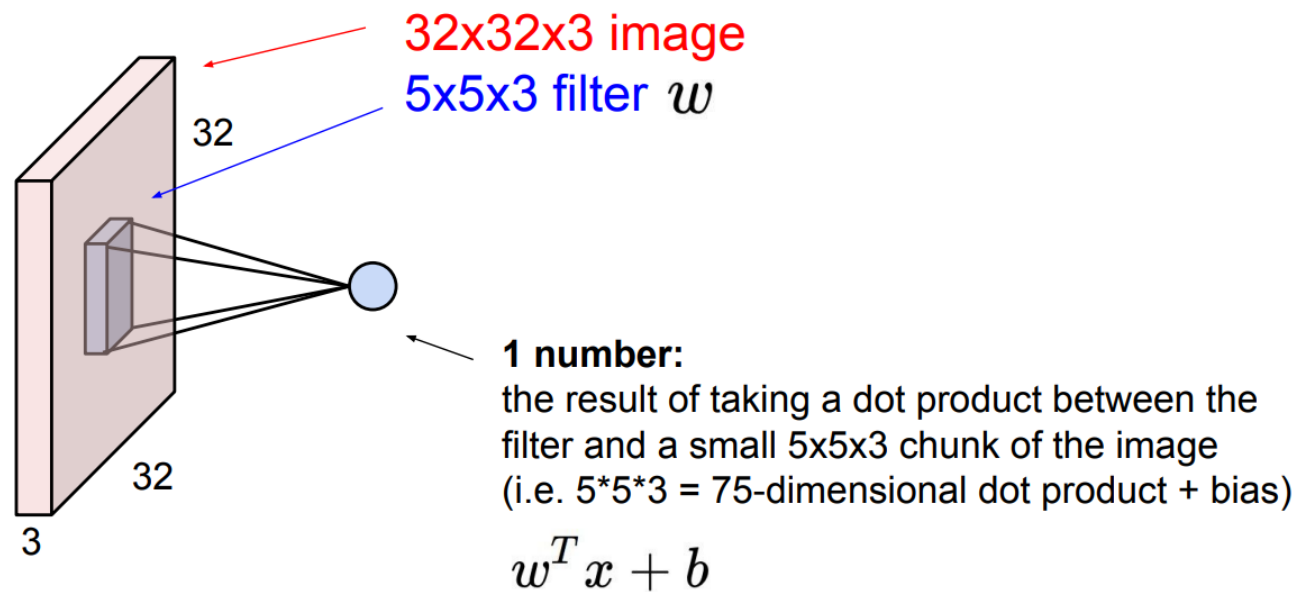 32x32x3 image
5x5x3 filter w
32
32
3
1 number:
the result of taking a dot product between the
filter and a small 5x5x3 chunk of the image
(i.e. 5*5*3 = 75-dimensional dot product + bias)
w^T x + b